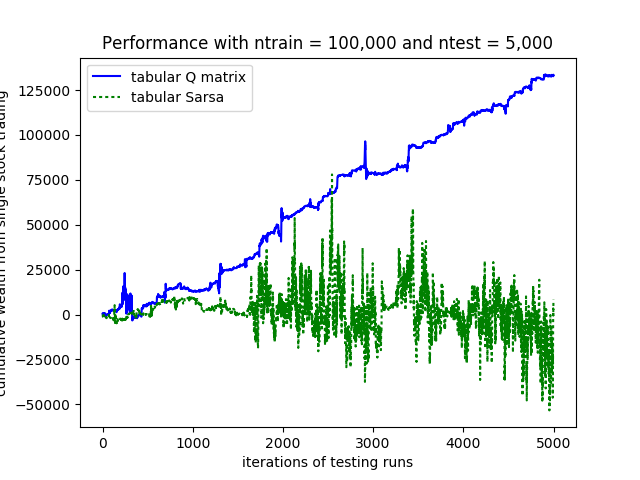 Performance with ntrain = 100,000 and ntest = 5,000
tabular Q matrix
tabular Sarsa
125000
100000
75000
50000
25000
0
−25000
−50000
cumulative wealth from single stock trading
0 1000 2000 3000 4000 5000
iterations of testing runs